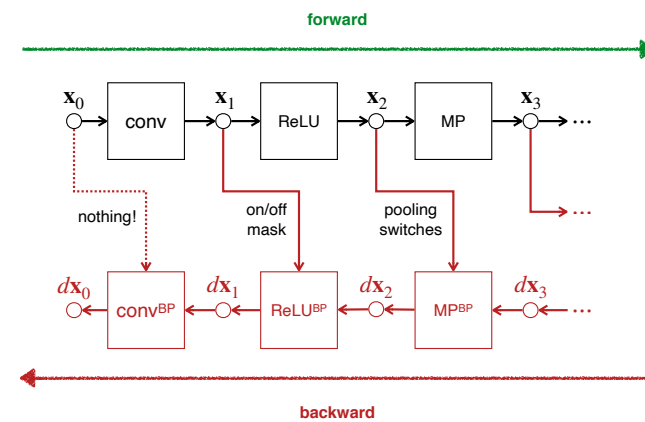 forward
x₀ x₁ x₂ x₃
conv ReLU MP ...
nothing!
on/off
mask
pooling
switches
...
dx₀ dx₁ dx₂ dx₃
convᴮᴾ ReLUᴮᴾ MPᴮᴾ ...
backward